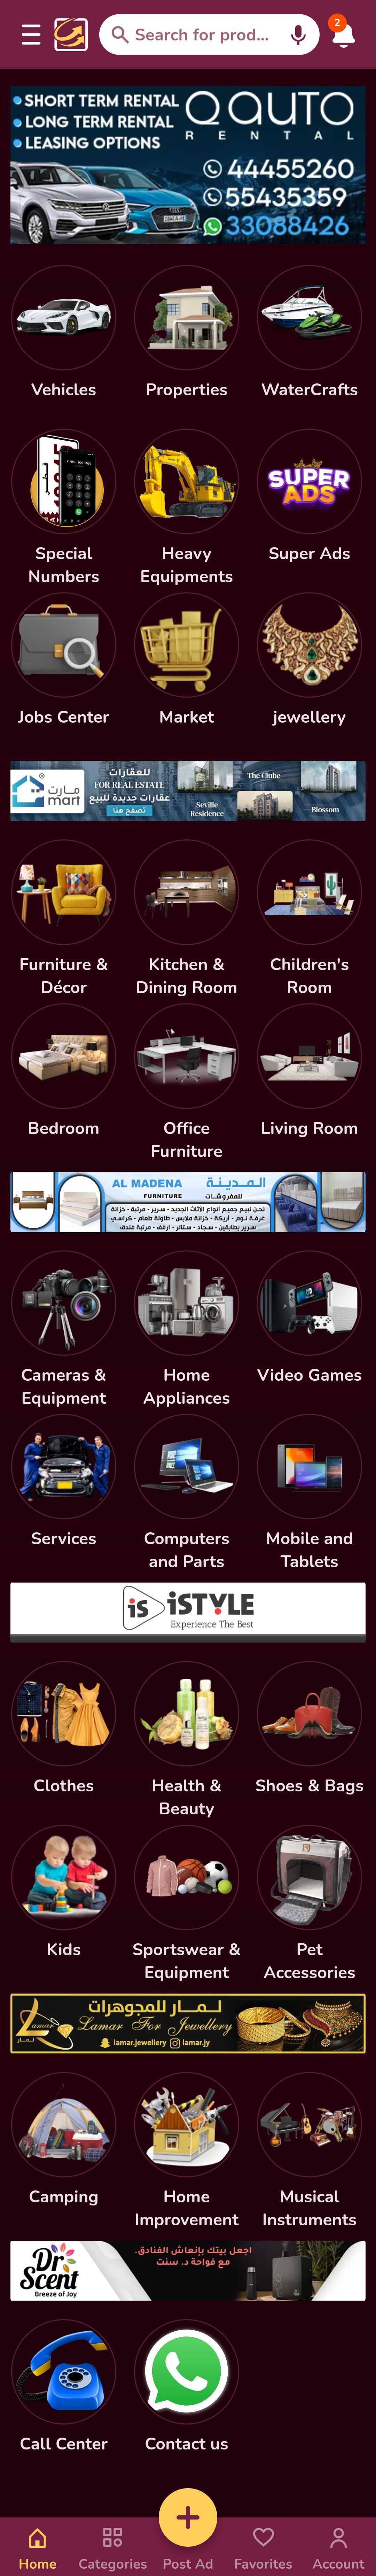 Search for prod...
2
SHORT TERM RENTAL
LONG TERM RENTAL
LEASING OPTIONS
QAUTO
RENTAL
44455260
55435359
33088426
Vehicles
Properties
WaterCrafts
Special
Numbers
Heavy
Equipments
SUPER
ADS
Super Ads
Jobs Center
Market
jewellery
مارت
mart
للعقارات
FOR REAL ESTATE
عقارات جديدة للبيع
تصفح هنا
Seville
Residence
The Clube
Blossom
Furniture &
Décor
Kitchen &
Dining Room
Children's
Room
Bedroom
Office
Furniture
Living Room
AL MADENA
FURNITURE
المدينة
للمفروشات
نحن نبيع جميع أنواع الأثاث الجديد - سرير - مرتبة - خزانة
غرفة نوم - أريكة - خزانة ملابس - طاولة طعام - كراسي
سرير بطابقين - سجاد - ستائر - ارفف - مرتبة فندق
Cameras &
Equipment
Home
Appliances
Video Games
Services
Computers
and Parts
Mobile and
Tablets
iS iSTYLE
Experience The Best
Clothes
Health &
Beauty
Shoes & Bags
Kids
Sportswear &
Equipment
Pet
Accessories
Lamar
لمار
لمار للمجوهرات
Lamar For Jewellery
lamar.jewellery lamar.jy
Camping
Home
Improvement
Musical
Instruments
Dr
Scent
Breeze of Joy
اجعل بيتك بإنعاش الفنادق.
مع فواحة د. سنت
Call Center
Contact us
Home
Categories
Post Ad
Favorites
Account